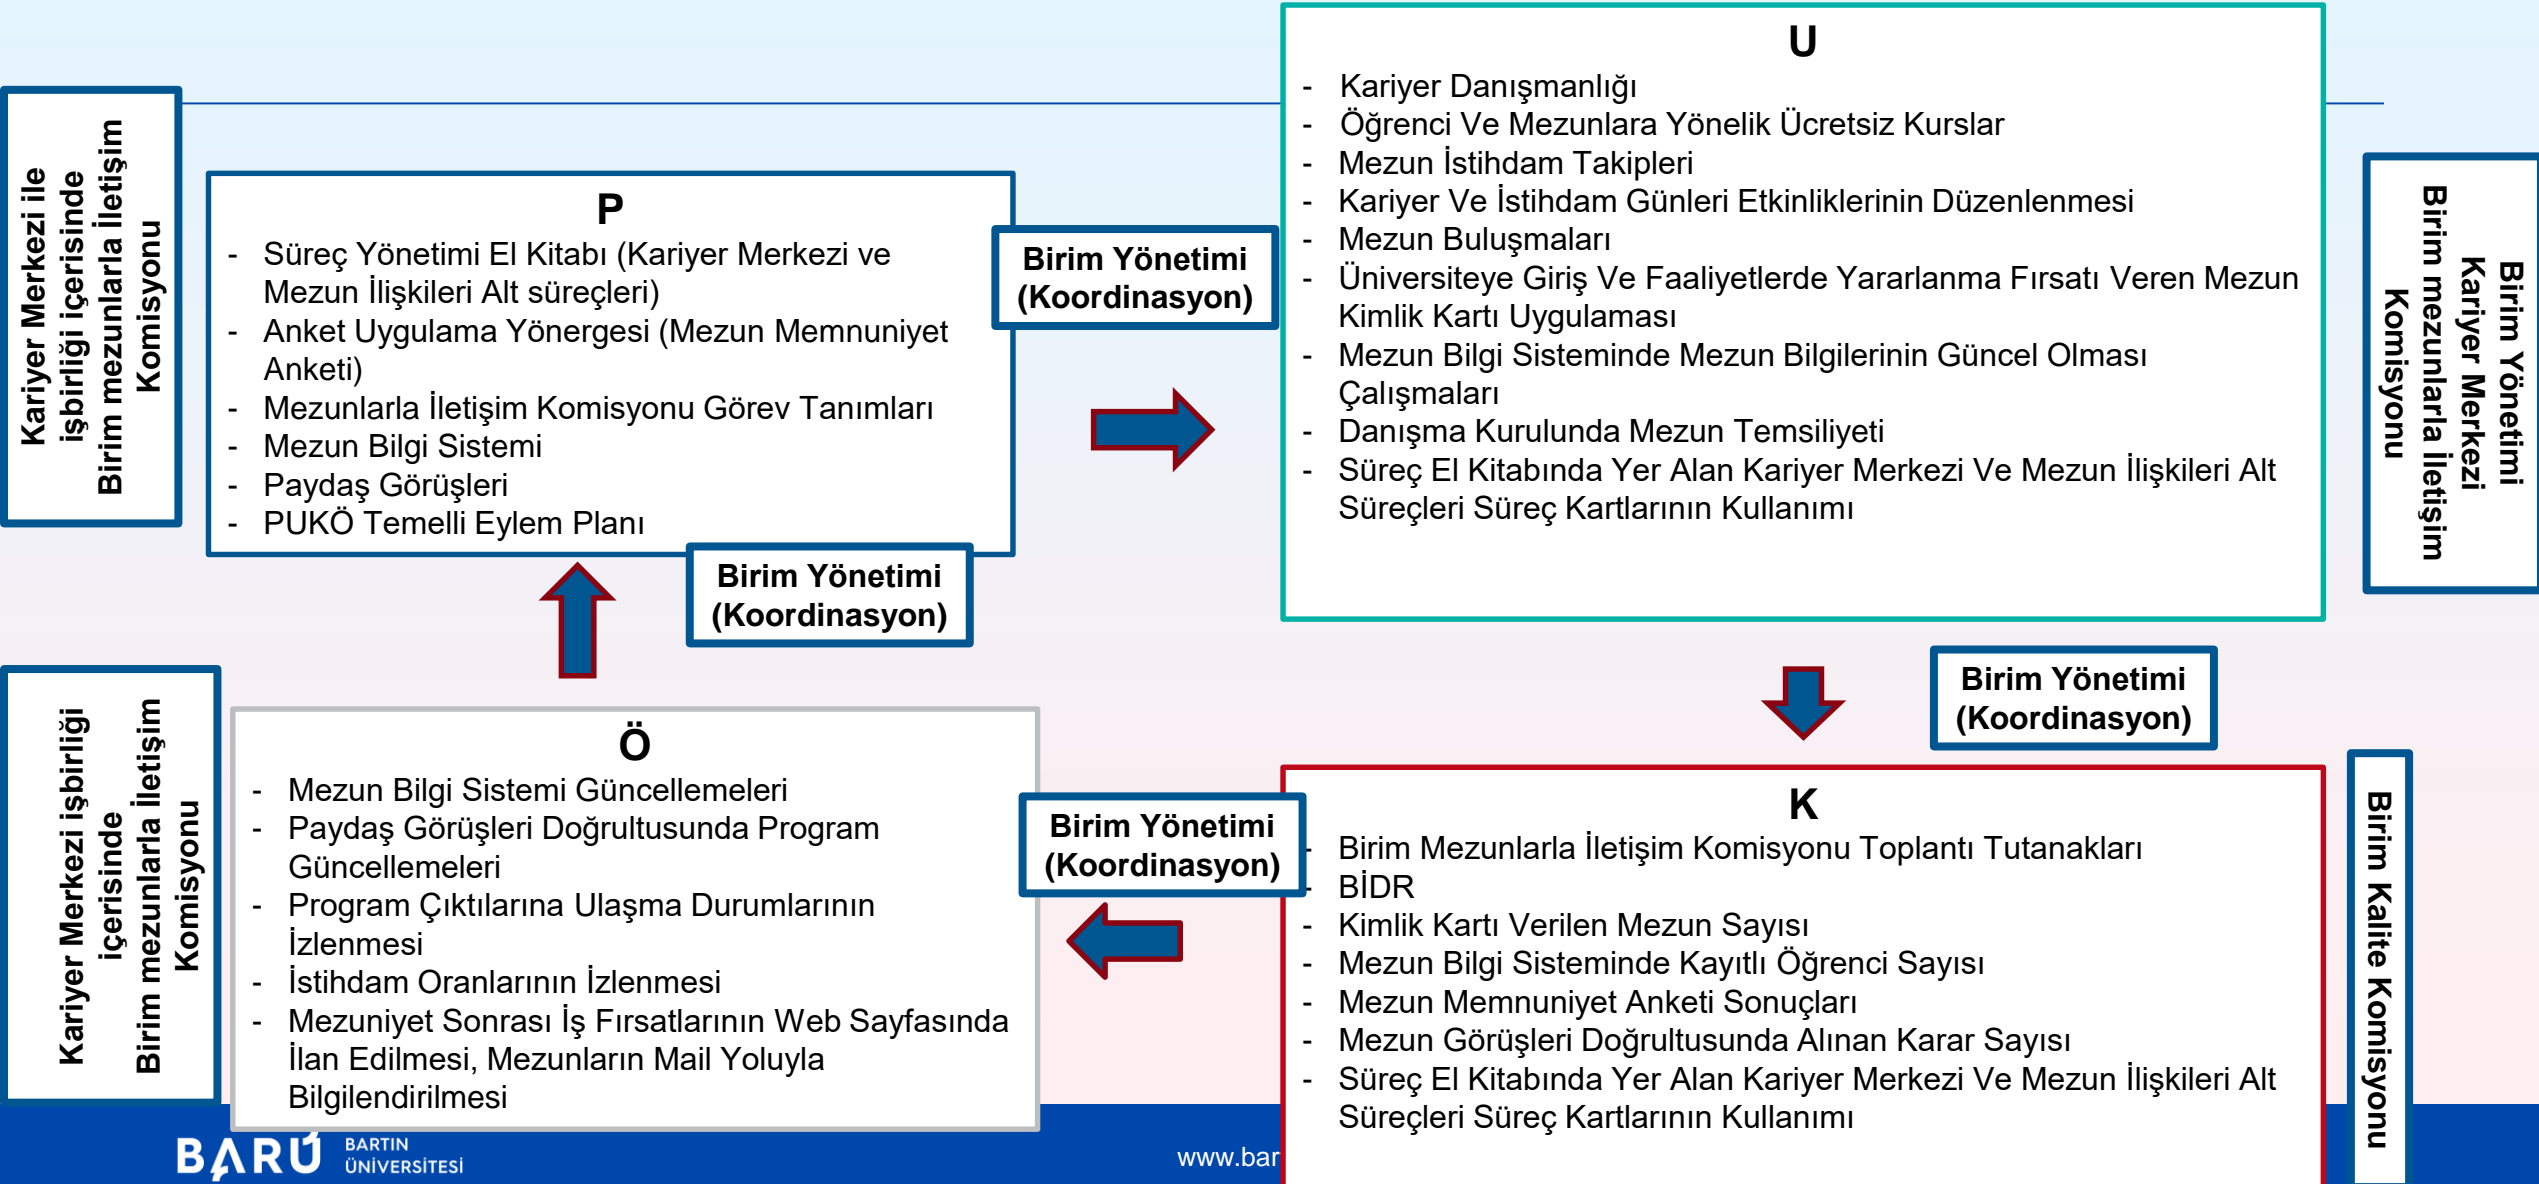 Kariyer Merkezi ile
işbirliği içerisinde
Birim mezunlarla İletişim
Komisyonu
P
- Süreç Yönetimi El Kitabı (Kariyer Merkezi ve
Mezun İlişkileri Alt süreçleri)
- Anket Uygulama Yönergesi (Mezun Memnuniyet
Anketi)
- Mezunlarla İletişim Komisyonu Görev Tanımları
- Mezun Bilgi Sistemi
- Paydaş Görüşleri
- PUKÖ Temelli Eylem Planı
Birim Yönetimi
(Koordinasyon)
U
- Kariyer Danışmanlığı
- Öğrenci Ve Mezunlara Yönelik Ücretsiz Kurslar
- Mezun İstihdam Takipleri
- Kariyer Ve İstihdam Günleri Etkinliklerinin Düzenlenmesi
- Mezun Buluşmaları
- Üniversiteye Giriş Ve Faaliyetlerde Yararlanma Fırsatı Veren Mezun
Kimlik Kartı Uygulaması
- Mezun Bilgi Sisteminde Mezun Bilgilerinin Güncel Olması
Çalışmaları
- Danışma Kurulunda Mezun Temsiliyeti
- Süreç El Kitabında Yer Alan Kariyer Merkezi Ve Mezun İlişkileri Alt
Süreçleri Süreç Kartlarının Kullanımı
Birim Yönetimi
Kariyer Merkezi
Birim mezunlarla İletişim
Komisyonu
Birim Yönetimi
(Koordinasyon)
Birim Yönetimi
(Koordinasyon)
Kariyer Merkezi işbirliği
içerisinde
Birim mezunlarla İletişim
Komisyonu
Ö
- Mezun Bilgi Sistemi Güncellemeleri
- Paydaş Görüşleri Doğrultusunda Program
Güncellemeleri
- Program Çıktılarına Ulaşma Durumlarının
İzlenmesi
- İstihdam Oranlarının İzlenmesi
- Mezuniyet Sonrası İş Fırsatlarının Web Sayfasında
İlan Edilmesi, Mezunların Mail Yoluyla
Bilgilendirilmesi
Birim Yönetimi
(Koordinasyon)
K
- Birim Mezunlarla İletişim Komisyonu Toplantı Tutanakları
- BİDR
- Kimlik Kartı Verilen Mezun Sayısı
- Mezun Bilgi Sisteminde Kayıtlı Öğrenci Sayısı
- Mezun Memnuniyet Anketi Sonuçları
- Mezun Görüşleri Doğrultusunda Alınan Karar Sayısı
- Süreç El Kitabında Yer Alan Kariyer Merkezi Ve Mezun İlişkileri Alt
Süreçleri Süreç Kartlarının Kullanımı
Birim Kalite Komisyonu
BARÜ
BARTIN
ÜNİVERSİTESİ
www.bar